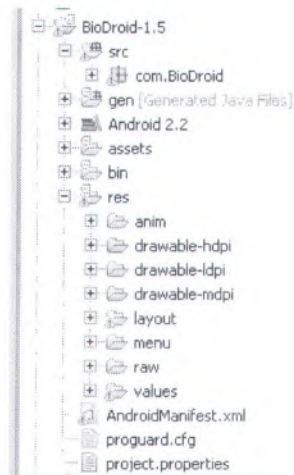 BioDroid-1.5
src
com.BioDroid
gen [Generated Java Files]
Android 2.2
assets
bin
res
anim
drawable-hdpi
drawable-ldpi
drawable-mdpi
layout
menu
raw
values
AndroidManifest.xml
proguard.cfg
project.properties